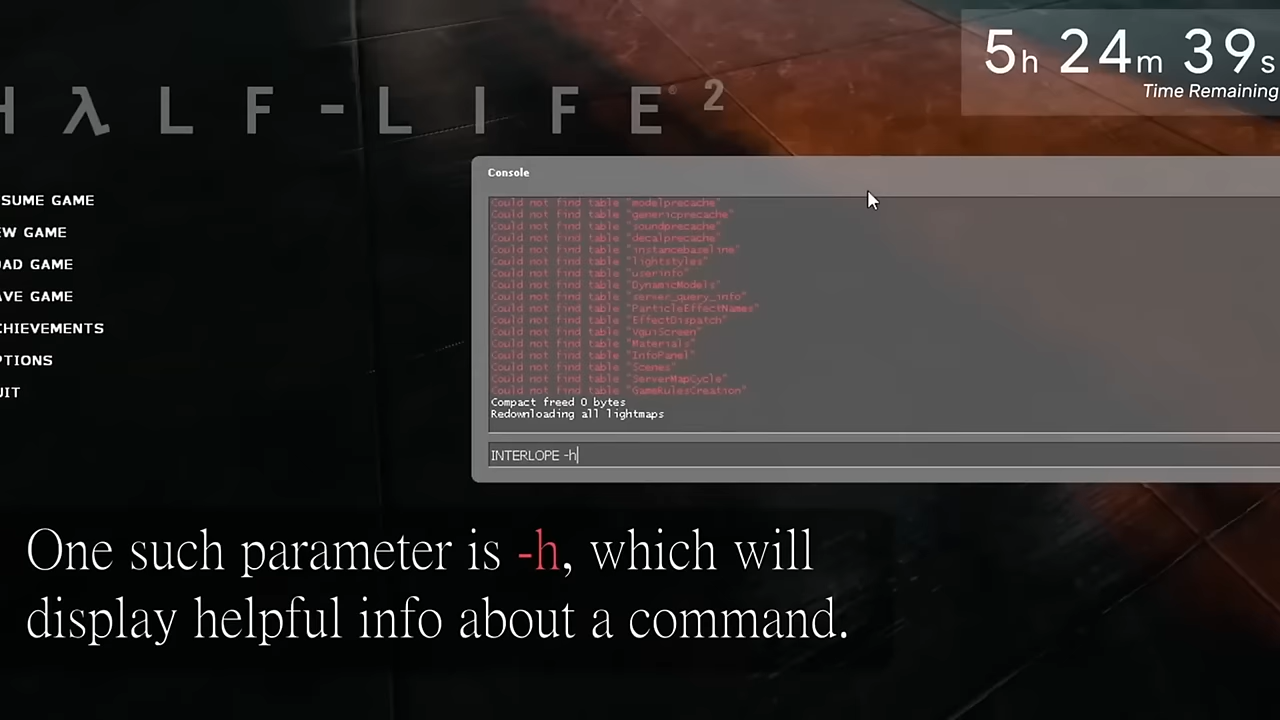 5h 24m 39s
Time Remaining
HλLF-LIFE² 
SUME GAME
EW GAME
OAD GAME
AVE GAME
CHIEVEMENTS
PTIONS
UIT
Console
Could not find table "modelprecache"
Could not find table "genericprecache"
Could not find table "soundprecache"
Could not find table "decalprecache"
Could not find table "instancebaseline"
Could not find table "lightstyles"
Could not find table "userinfo"
Could not find table "DynamicModels"
Could not find table "server_query_info"
Could not find table "ParticleEffectNames"
Could not find table "EffectDispatch"
Could not find table "VguiScreen"
Could not find table "Materials"
Could not find table "InfoPanel"
Could not find table "Scenes"
Could not find table "ServerMapCycle"
Could not find table "GameRulesCreation"
Compact freed 0 bytes
Redownloading all lightmaps
INTERLOPE -h
One such parameter is -h, which will
display helpful info about a command.